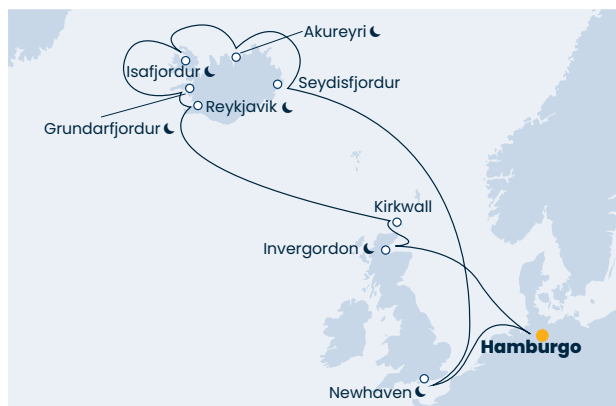 Akureyri
Isafjordur
Seydisfjordur
Reykjavik
Grundarfjordur
Kirkwall
Invergordon
Hamburgo
Newhaven